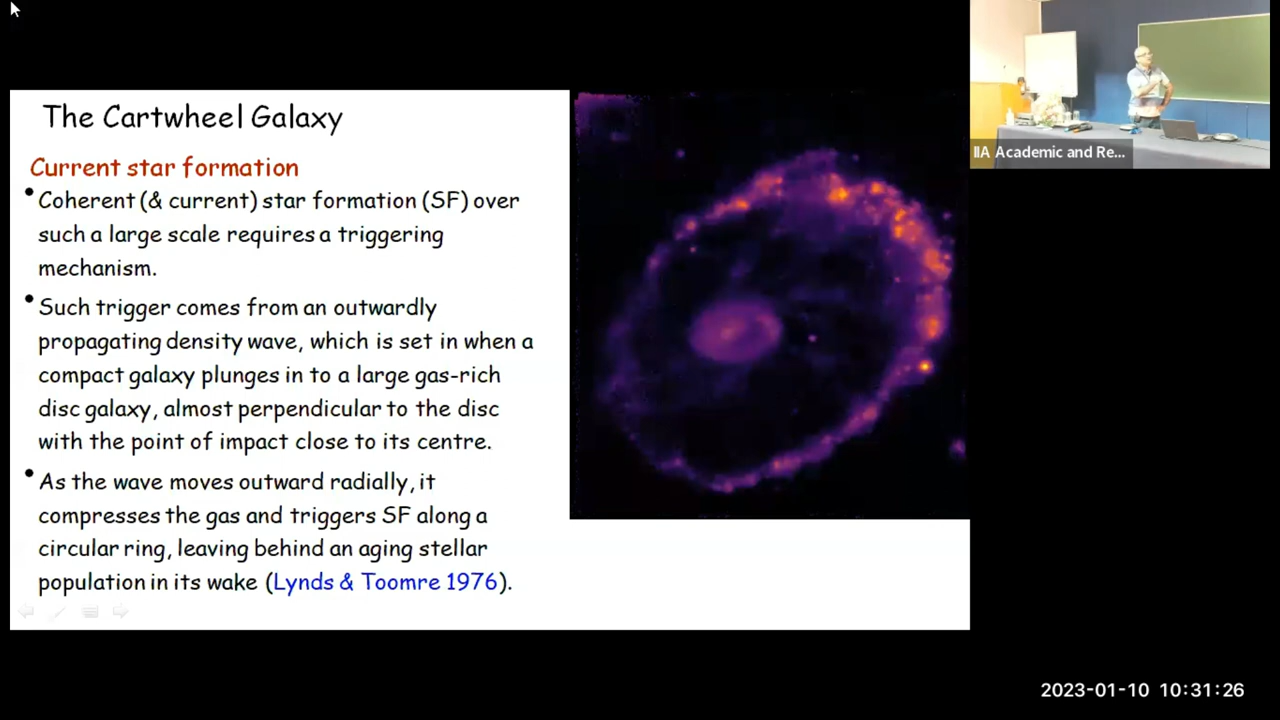 The Cartwheel Galaxy
Current star formation
• Coherent (& current) star formation (SF) over
such a large scale requires a triggering
mechanism.
• Such trigger comes from an outwardly
propagating density wave, which is set in when a
compact galaxy plunges in to a large gas-rich
disc galaxy, almost perpendicular to the disc
with the point of impact close to its centre.
• As the wave moves outward radially, it
compresses the gas and triggers SF along a
circular ring, leaving behind an aging stellar
population in its wake (Lynds & Toomre 1976).
IIA Academic and Re...
2023-01-10 10:31:26